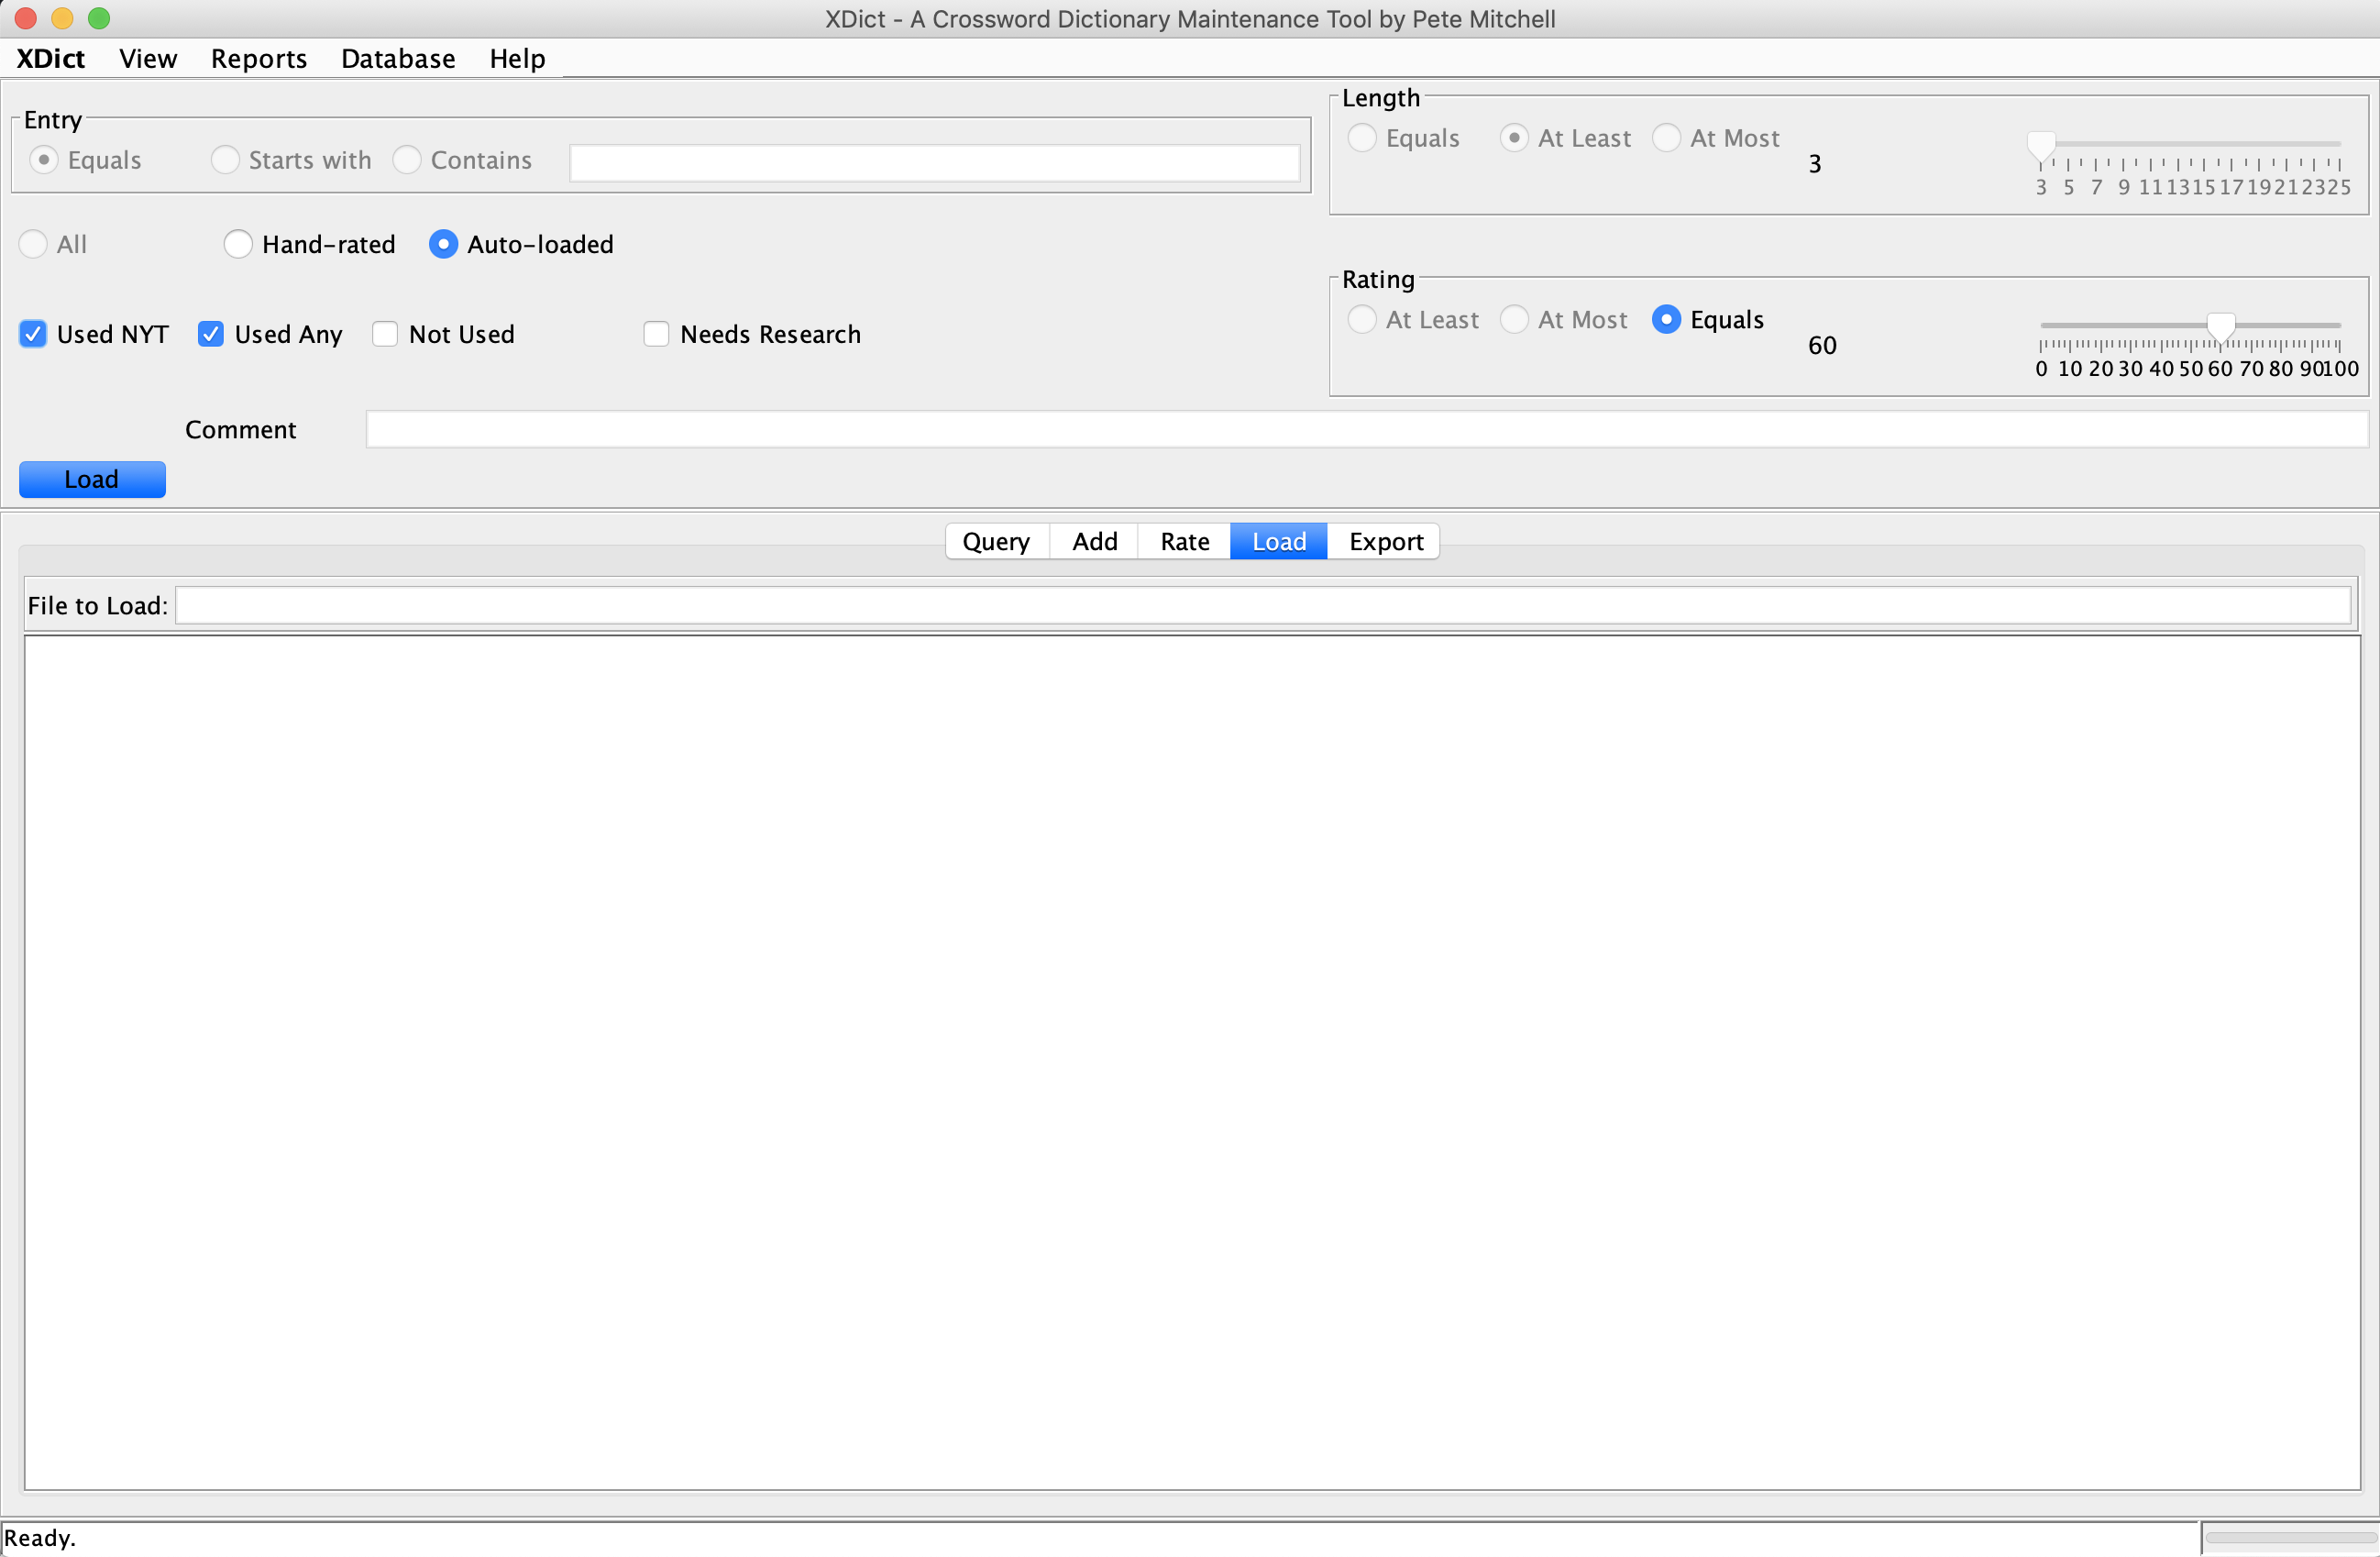 XDict - A Crossword Dictionary Maintenance Tool by Pete Mitchell
XDict View Reports Database Help
Entry
Equals Starts with Contains
Length
Equals At Least At Most
3
3 5 7 9 11 13 15 17 19 21 23 25
All Hand-rated Auto-loaded
Rating
At Least At Most Equals
60
0 10 20 30 40 50 60 70 80 90 100
Used NYT Used Any Not Used Needs Research
Comment
Load
Query Add Rate Load Export
File to Load:
Ready.